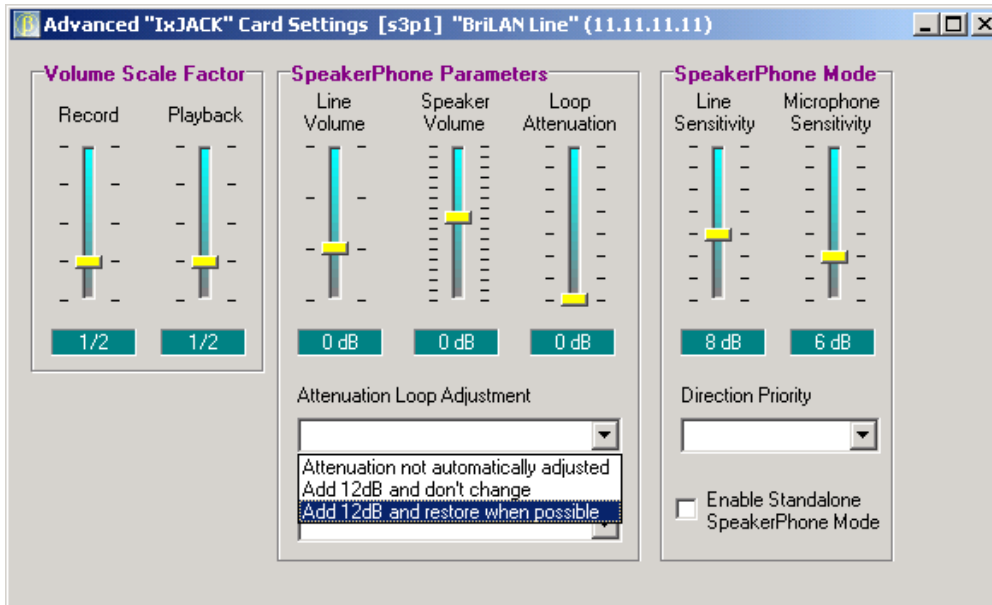 Advanced "IxJACK" Card Settings [s3p1] "BriLAN Line" (11.11.11.11)
Volume Scale Factor
Record Playback
1/2 1/2
SpeakerPhone Parameters
Line Volume Speaker Volume Loop Attenuation
0 dB 0 dB 0 dB
Attenuation Loop Adjustment
Attenuation not automatically adjusted
Add 12dB and don't change
Add 12dB and restore when possible
SpeakerPhone Mode
Line Sensitivity Microphone Sensitivity
8 dB 6 dB
Direction Priority
Enable Standalone
SpeakerPhone Mode